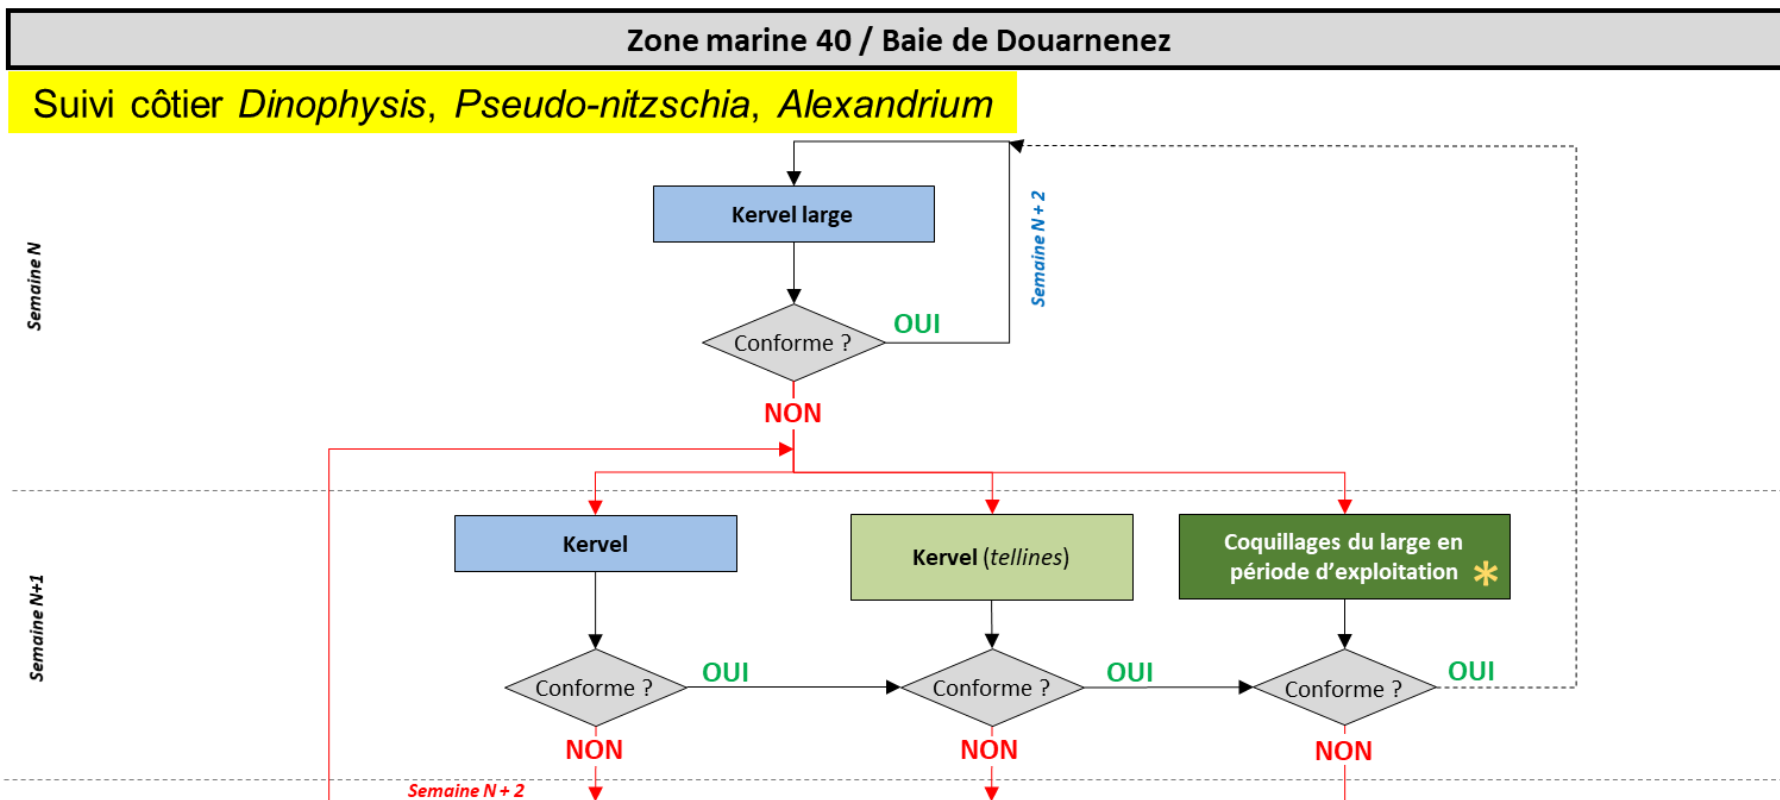 Zone marine 40 / Baie de Douarnenez
Suivi côtier Dinophysis, Pseudo-nitzschia, Alexandrium
Semaine N
Kervel large
Semaine N + 2
Conforme ?
OUI
NON
Semaine N+1
Kervel
Kervel (tellines)
Coquillages du large en
période d'exploitation *
Conforme ?
OUI
Conforme ?
OUI
Conforme ?
OUI
NON
NON
NON
Semaine N + 2